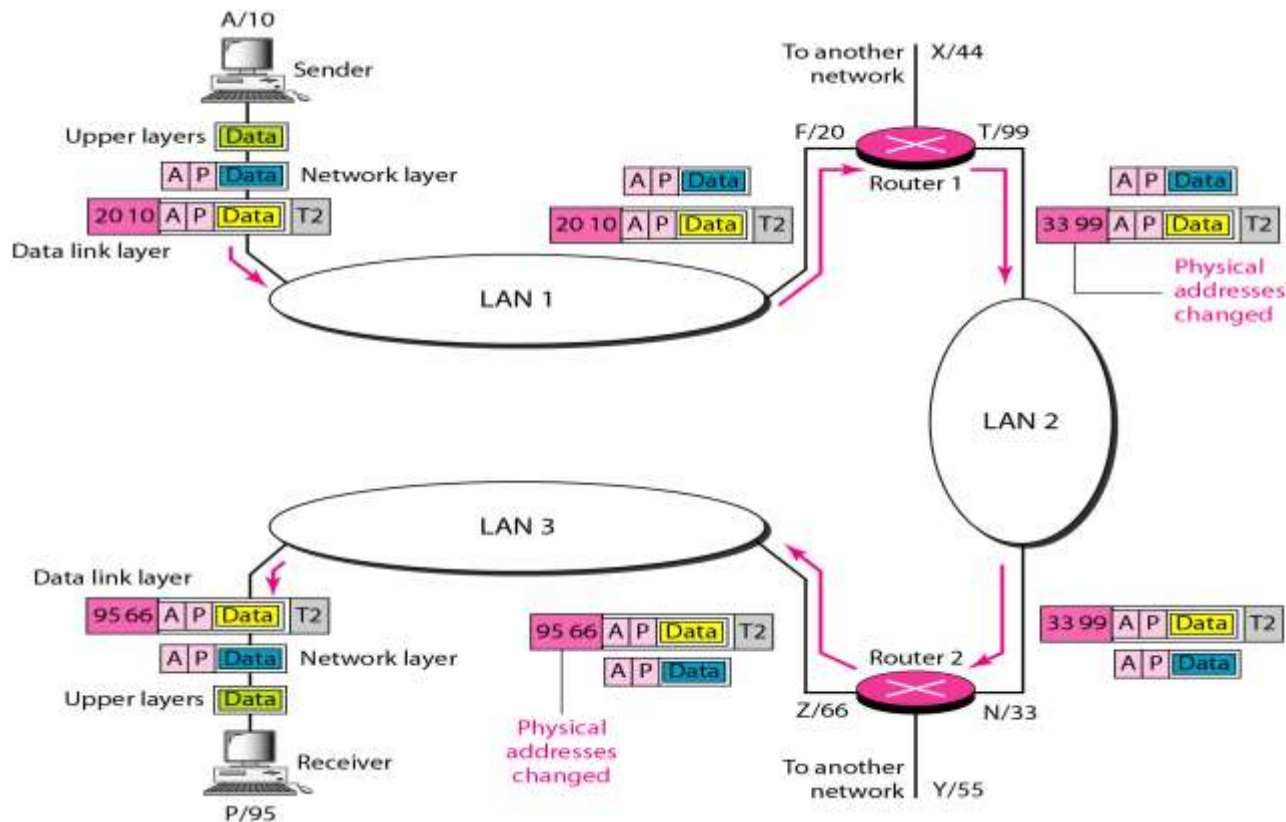 A/10
Sender
Upper layers Data
A P Data Network layer
20 10 A P Data T2
Data link layer
LAN 1
To another
network
X/44
F/20
T/99
Router 1
A P Data
20 10 A P Data T2
A P Data
33 99 A P Data T2
Physical
addresses
changed
LAN 2
33 99 A P Data T2
A P Data
Router 2
Z/66
N/33
To another
network
Y/55
95 66 A P Data T2
A P Data
Physical
addresses
changed
LAN 3
Data link layer
95 66 A P Data T2
A P Data Network layer
Upper layers Data
Receiver
P/95